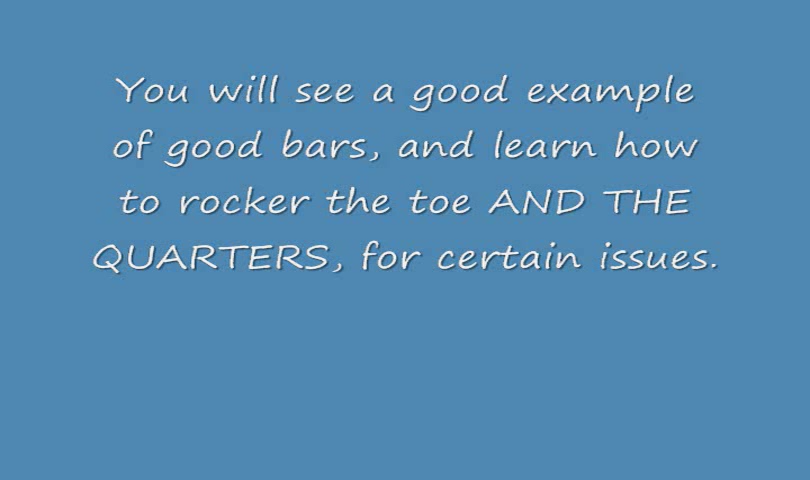 You will see a good example
of good bars, and learn how
to rocker the toe AND THE
QUARTERS, for certain issues.